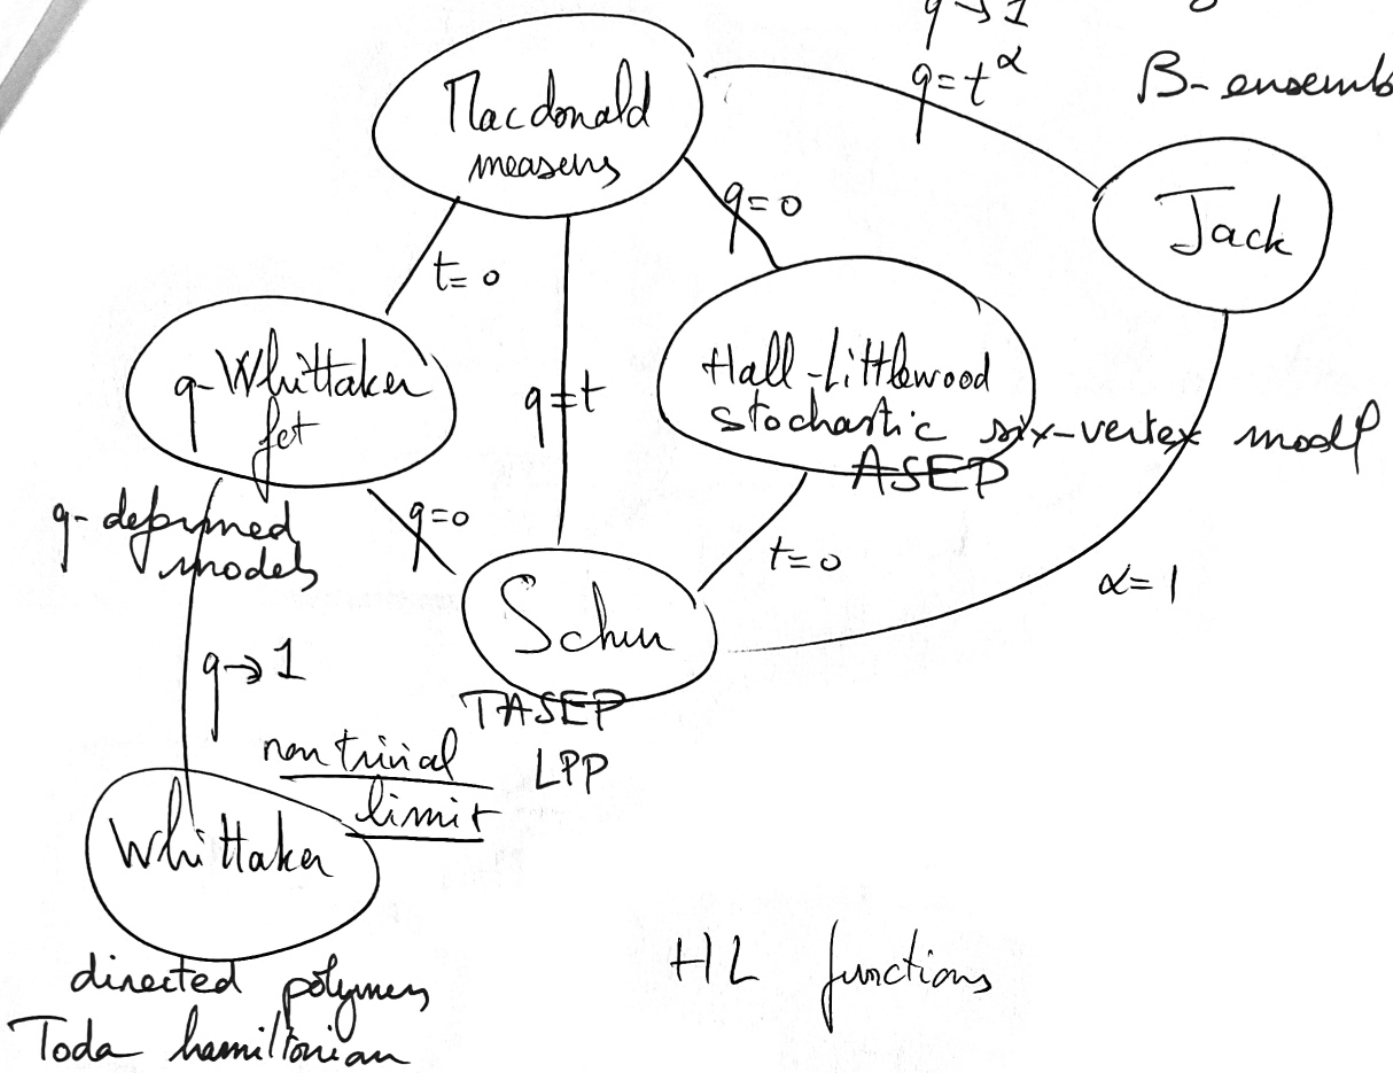 q→1
q=t^α
β-ensemb
Macdonald
measures
Jack
q=0
t=0
q-Whittaker
fct
q=t
Hall-Littlewood
stochastic six-vertex model
ASEP
q-deformed
models
q=0
t=0
α=1
Schur
q→1
TASEP
LPP
non trivial
limit
Whittaker
directed polymers
Toda hamiltonian
HL functions